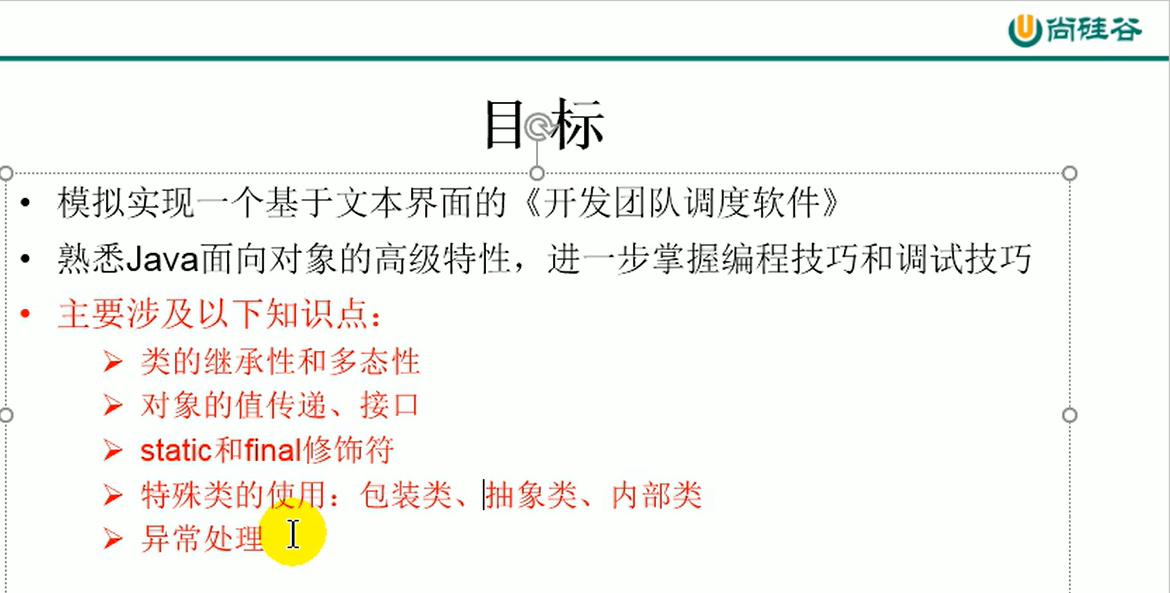 尚硅谷
目标
• 模拟实现一个基于文本界面的《开发团队调度软件》
• 熟悉Java面向对象的高级特性，进一步掌握编程技巧和调试技巧
• 主要涉及以下知识点：
➢ 类的继承性和多态性
➢ 对象的值传递、接口
➢ static和final修饰符
➢ 特殊类的使用：包装类、抽象类、内部类
➢ 异常处理